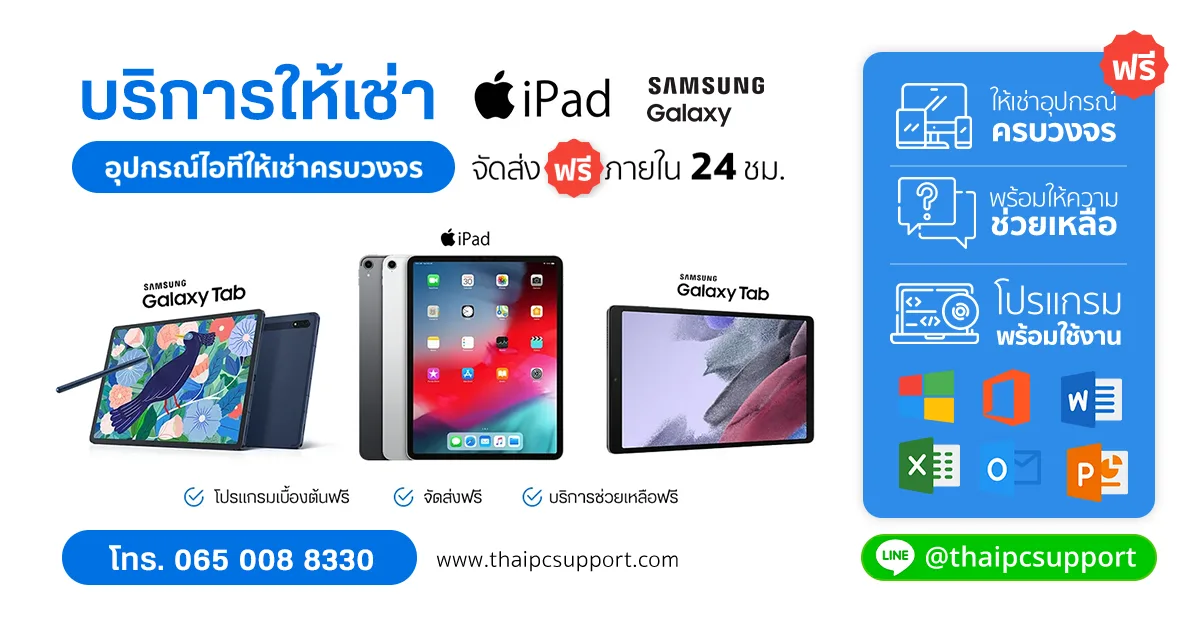 บริการให้เช่า
iPad
SAMSUNG
Galaxy
อุปกรณ์ไอทีให้เช่าครบวงจร
จัดส่ง ฟรี ภายใน 24 ชม.
SAMSUNG
Galaxy Tab
iPad
SAMSUNG
Galaxy Tab
โปรแกรมเบื้องต้นฟรี
จัดส่งฟรี
บริการช่วยเหลือฟรี
โทร. 065 008 8330
www.thaipcsupport.com
ฟรี
ให้เช่าอุปกรณ์
ครบวงจร
?
พร้อมให้ความ
ช่วยเหลือ
โปรแกรม
พร้อมใช้งาน
W
X
O
P
LINE
@thaipcsupport